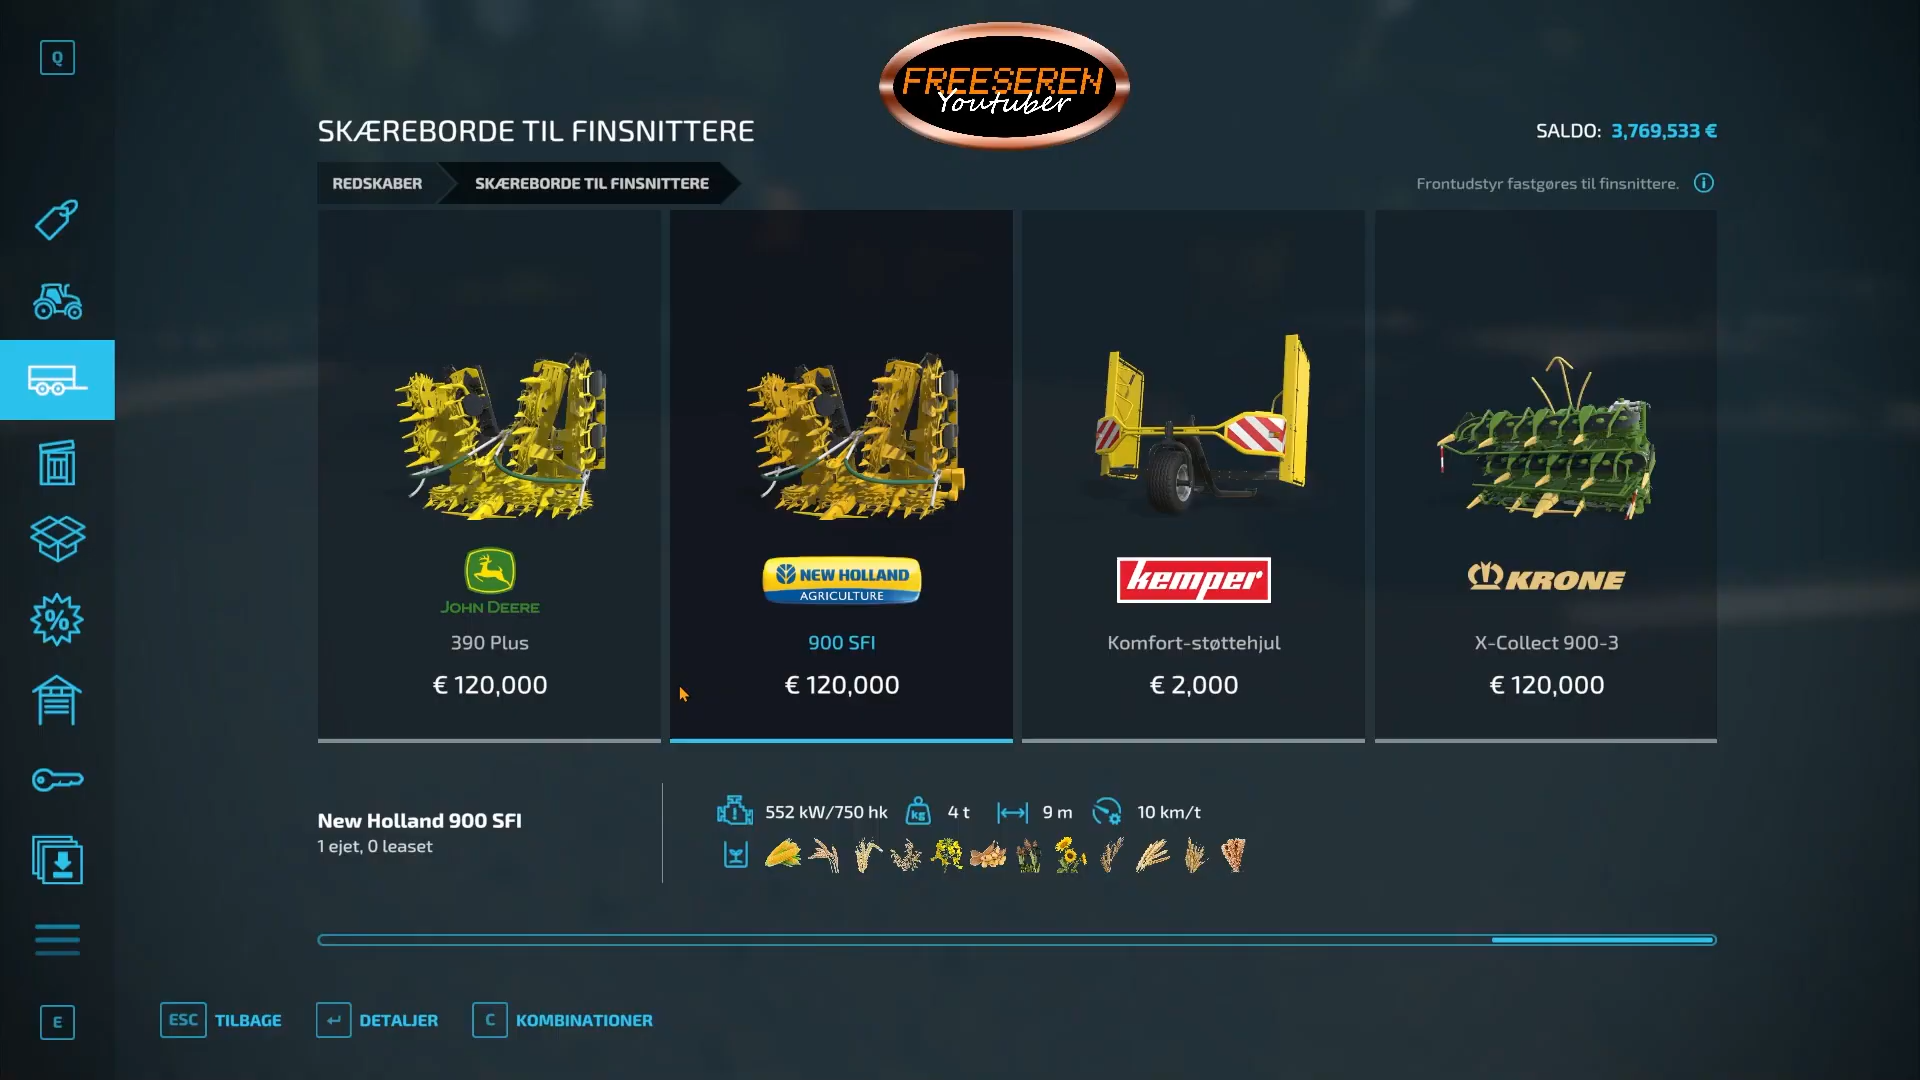 Q
FREESEREN
Youtuber
SKÆREBORDE TIL FINSNITTERE
SALDO: 3,769,533 €
REDSKABER
SKÆREBORDE TIL FINSNITTERE
Frontudstyr fastgøres til finsnittere.
JOHN DEERE
390 Plus
€ 120,000
NEW HOLLAND
AGRICULTURE
900 SFI
€ 120,000
kemper
Komfort-støttehjul
€ 2,000
KRONE
X-Collect 900-3
€ 120,000
New Holland 900 SFI
1 ejet, 0 leaset
552 kW/750 hk
kg
4 t
9 m
10 km/t
%
E
ESC TILBAGE
DETALJER
C KOMBINATIONER